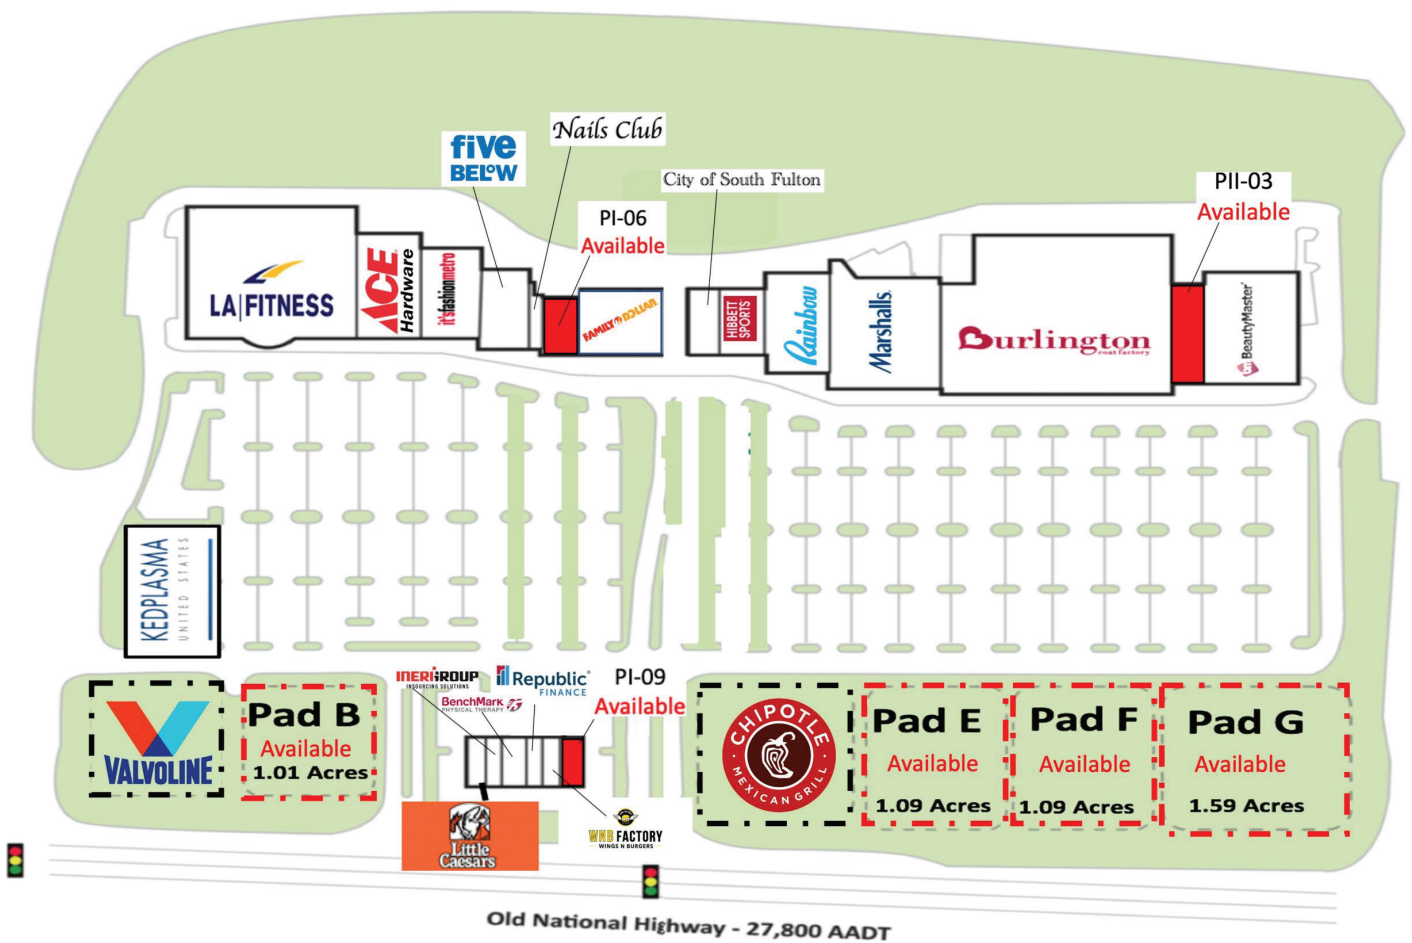 five
BELOW
Nails Club
PI-06
Available
City of South Fulton
PII-03
Available
LA|FITNESS
ACE
Hardware
it'sfashionmetro
FAMILY DOLLAR
HIBBETT
SPORTS
Rainbow
Marshalls
Burlington
coat factory
BeautyMaster
KEDPLASMA
UNITED STATES
VALVOLINE
Pad B
Available
1.01 Acres
INERGROUP
INSOURCING SOLUTIONS
BenchMark
PHYSICAL THERAPY
Republic
FINANCE
PI-09
Available
Little
Caesars
WNB FACTORY
WINGS N BURGERS
CHIPOTLE
MEXICAN GRILL
Pad E
Available
1.09 Acres
Pad F
Available
1.09 Acres
Pad G
Available
1.59 Acres
Old National Highway - 27,800 AADT